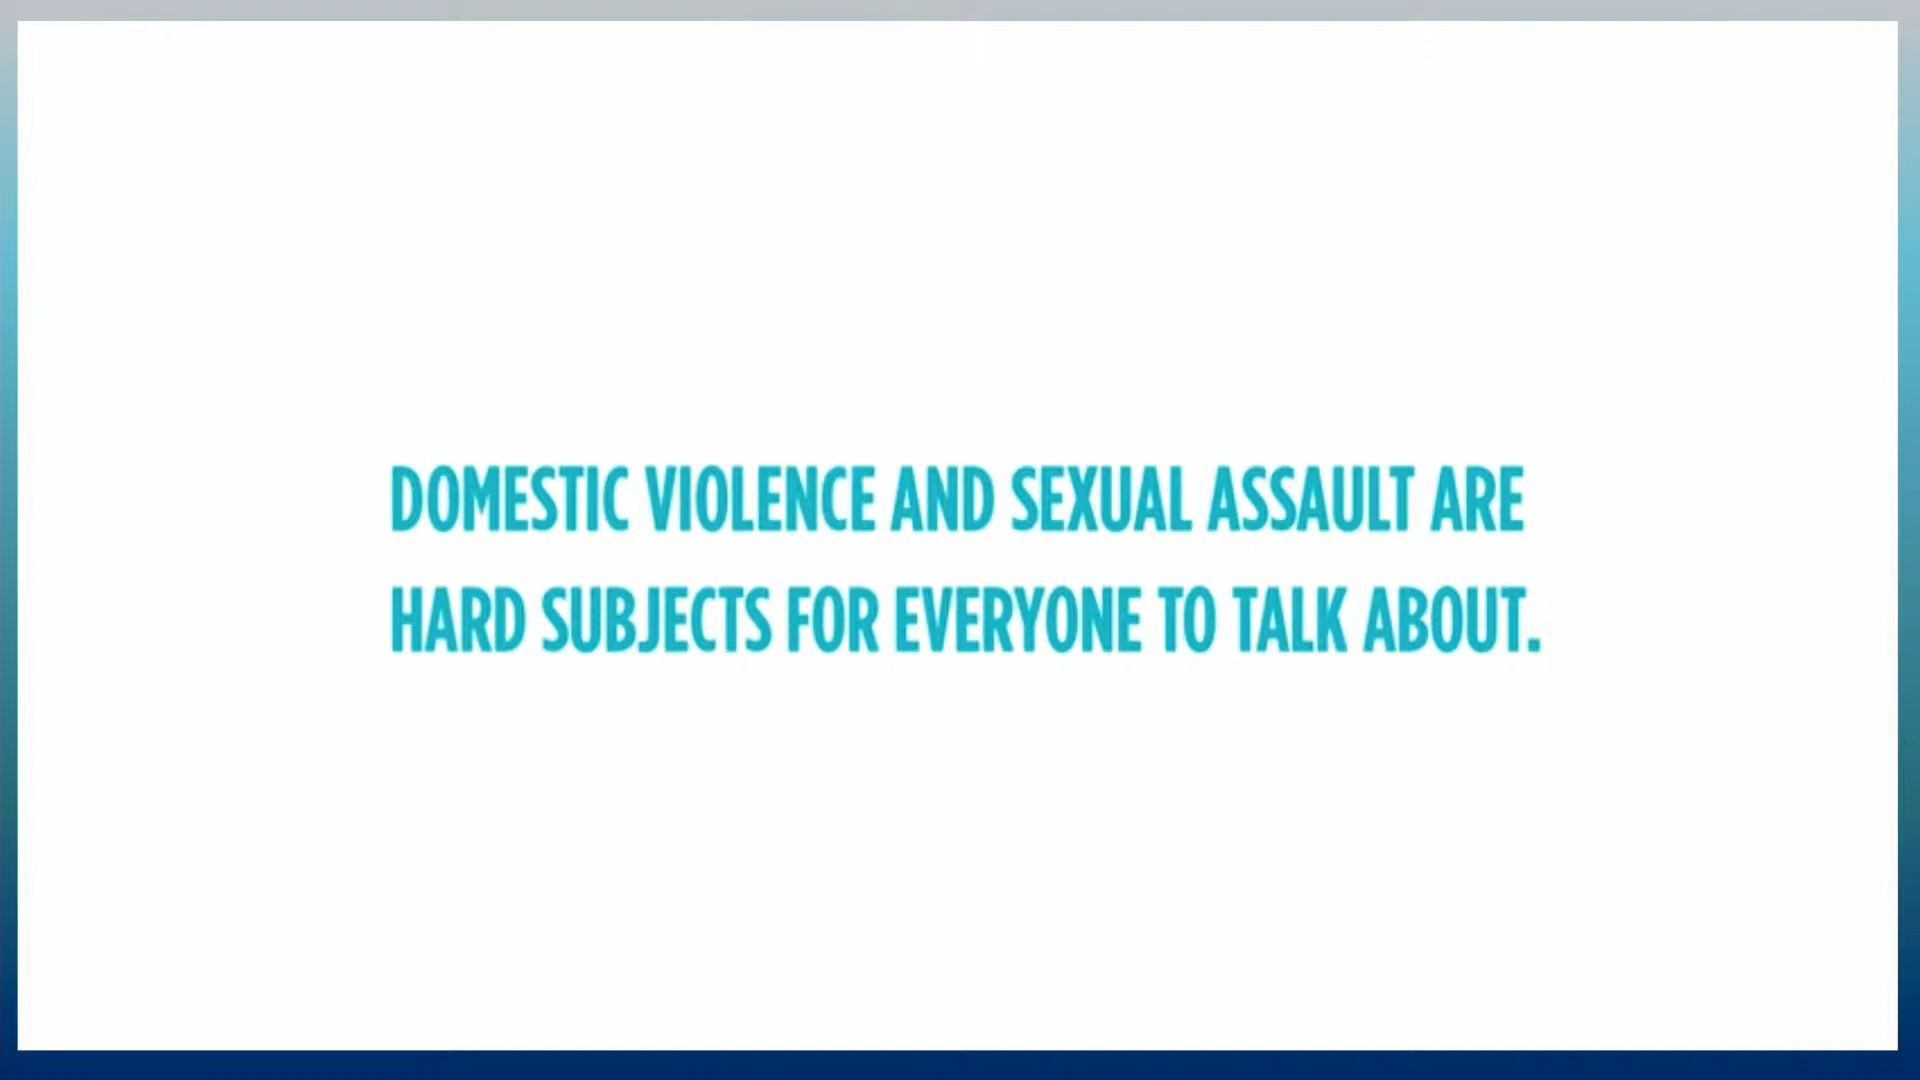 DOMESTIC VIOLENCE AND SEXUAL ASSAULT ARE
HARD SUBJECTS FOR EVERYONE TO TALK ABOUT.